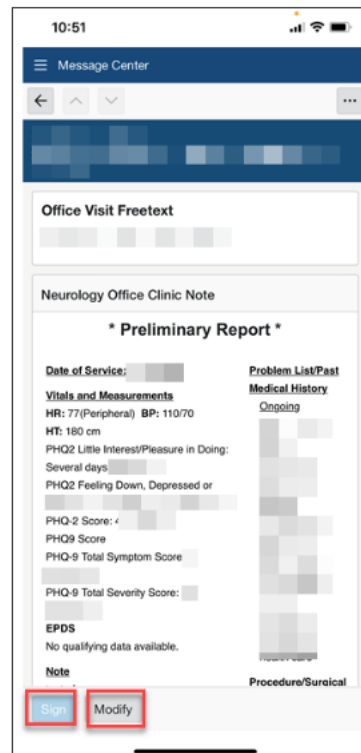 10:51
Message Center
Office Visit Freetext
Neurology Office Clinic Note
* Preliminary Report *
Date of Service:
Vitals and Measurements
HR: 77(Peripheral) BP: 110/70
HT: 180 cm
PHQ2 Little Interest/Pleasure in Doing:
Several days
PHQ2 Feeling Down, Depressed or
PHQ-2 Score:
PHQ9 Score
PHQ-9 Total Symptom Score
PHQ-9 Total Severity Score:
EPDS
No qualifying data available.
Note
Problem List/Past
Medical History
Ongoing
Procedure/Surgical
Sign
Modify